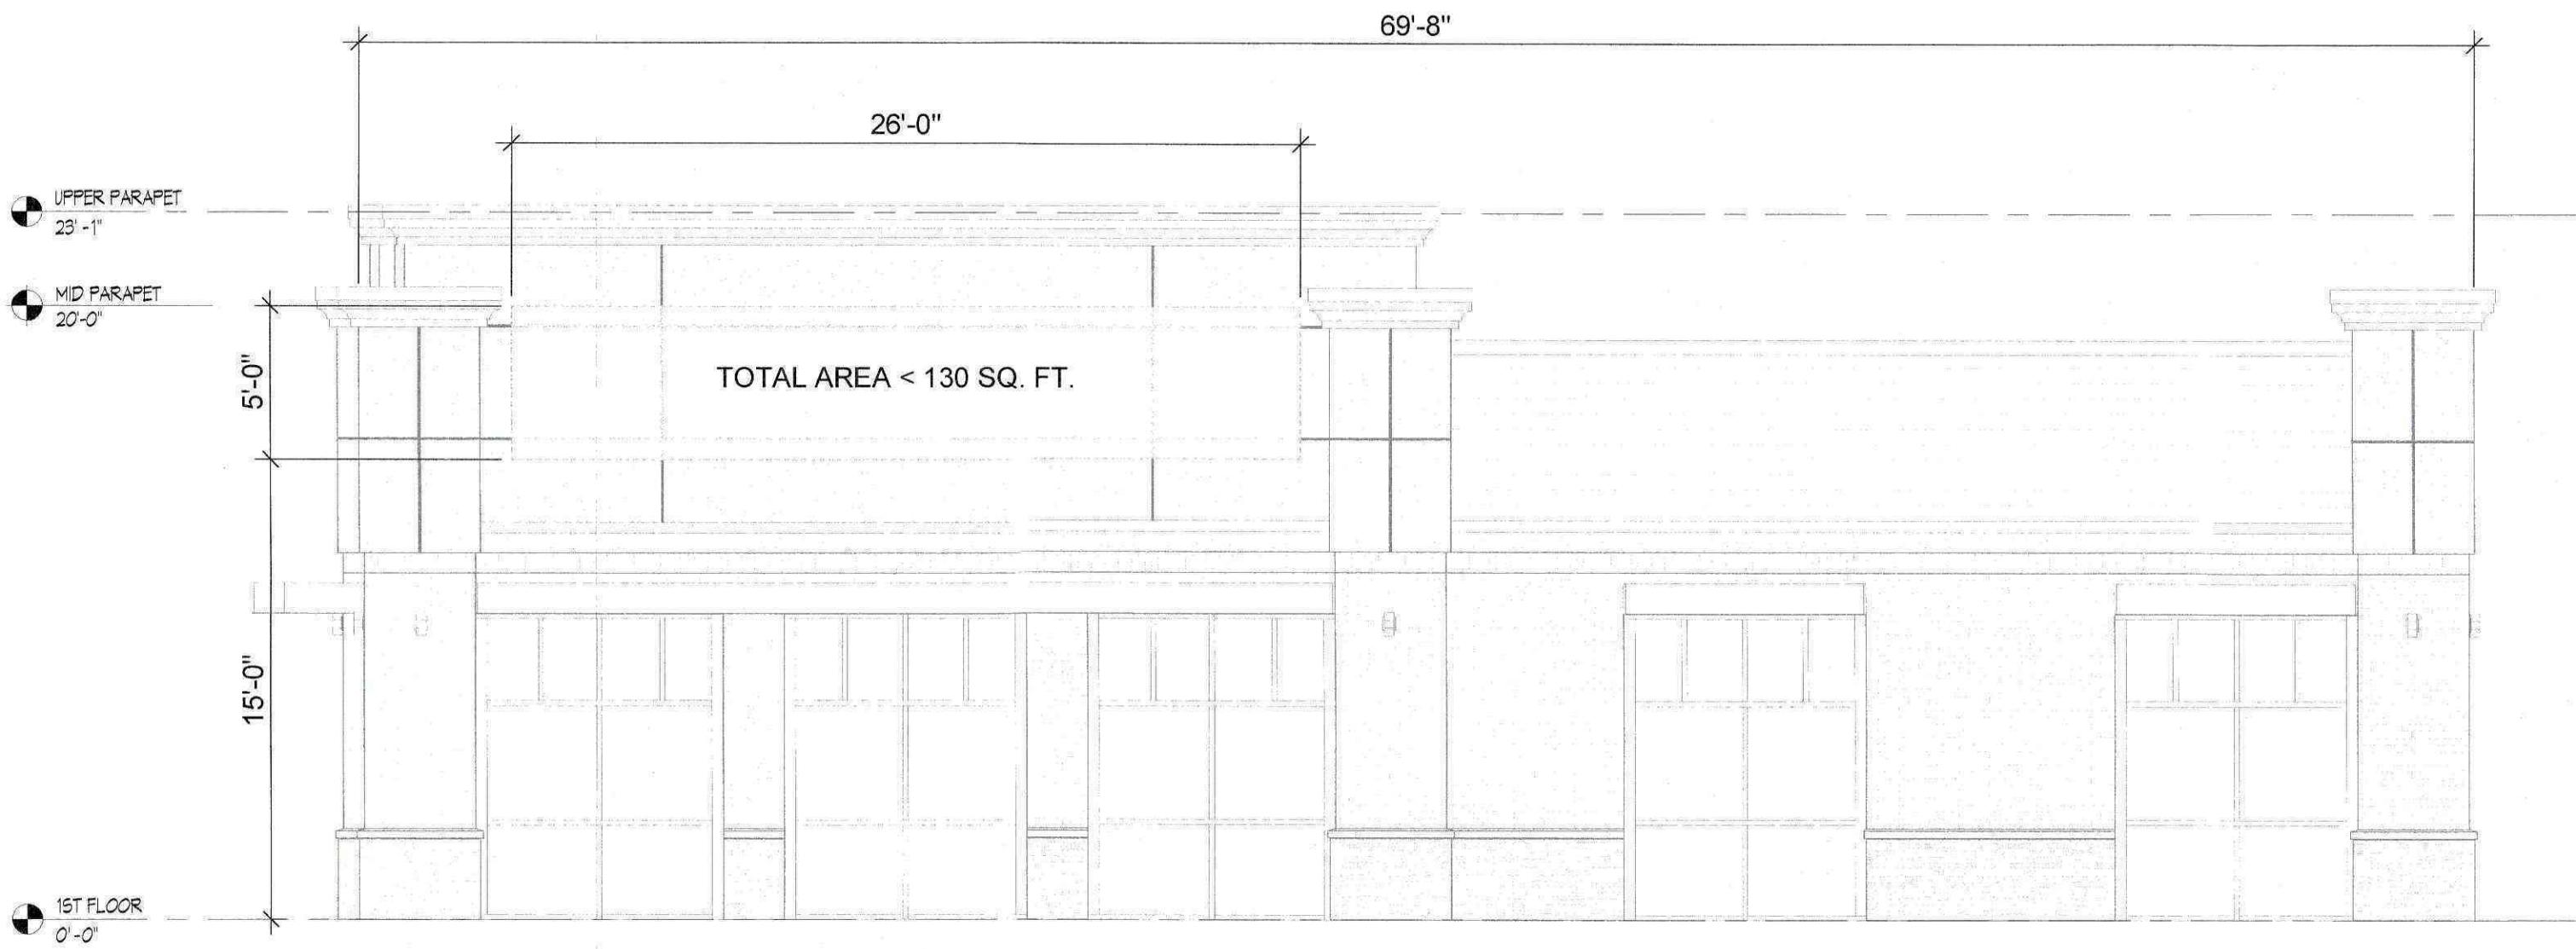 69'-8"
26'-0"
UPPER PARAPET
23'-1"
MID PARAPET
20'-0"
5'-0"
TOTAL AREA < 130 SQ. FT.
15'-0"
1ST FLOOR
0'-0"